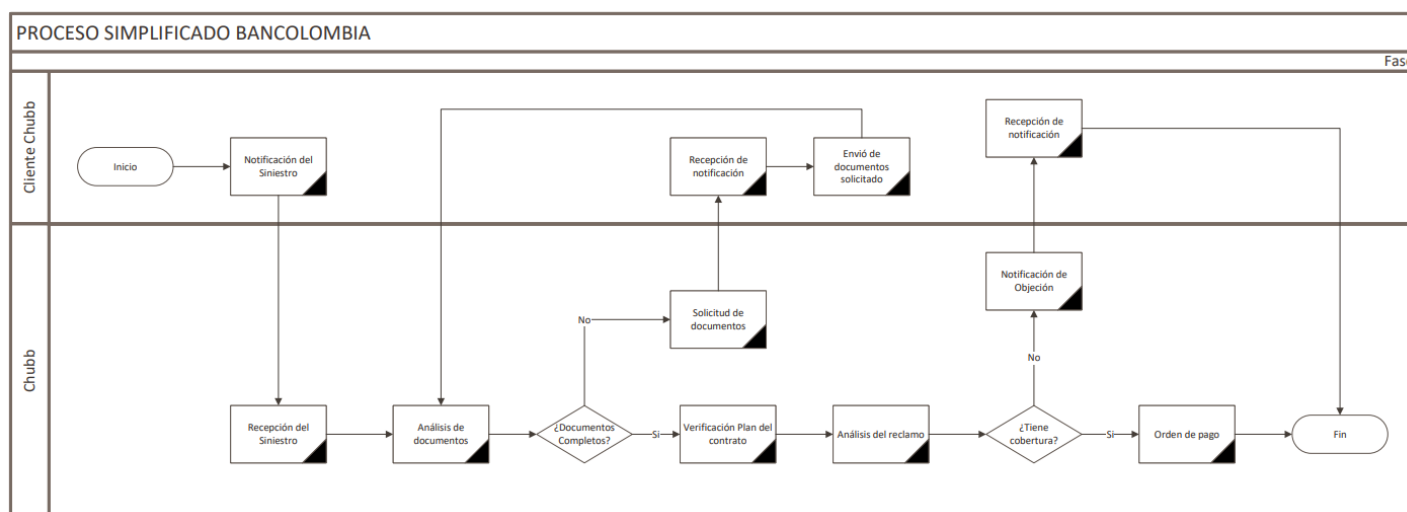 PROCESO SIMPLIFICADO BANCOLOMBIA
Fase
Cliente Chubb
Inicio
Notificación del
Siniestro
Recepción de
notificación
Envió de
documentos
solicitado
Recepción de
notificación
Chubb
Notificación de
Objeción
Solicitud de
documentos
No
No
Recepción del
Siniestro
Análisis de
documentos
¿Documentos
Completos?
Si
Verificación Plan del
contrato
Análisis del reclamo
¿Tiene
cobertura?
Si
Orden de pago
Fin